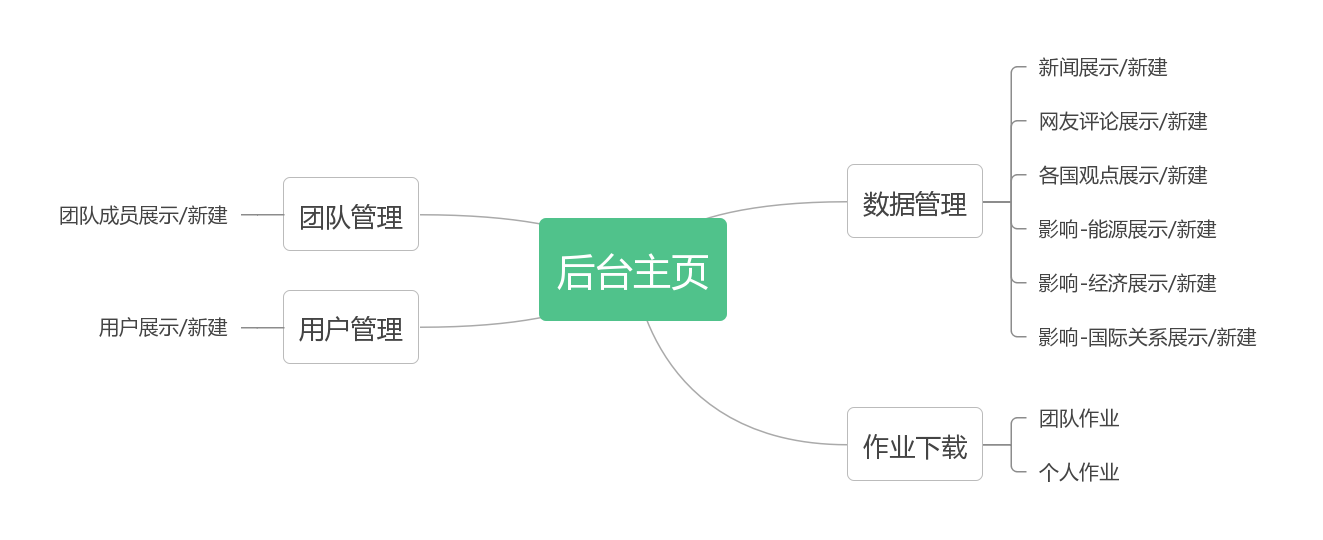 后台主页
数据管理
新闻展示/新建
网友评论展示/新建
各国观点展示/新建
影响-能源展示/新建
影响-经济展示/新建
影响-国际关系展示/新建
作业下载
团队作业
个人作业
团队管理
团队成员展示/新建
用户管理
用户展示/新建